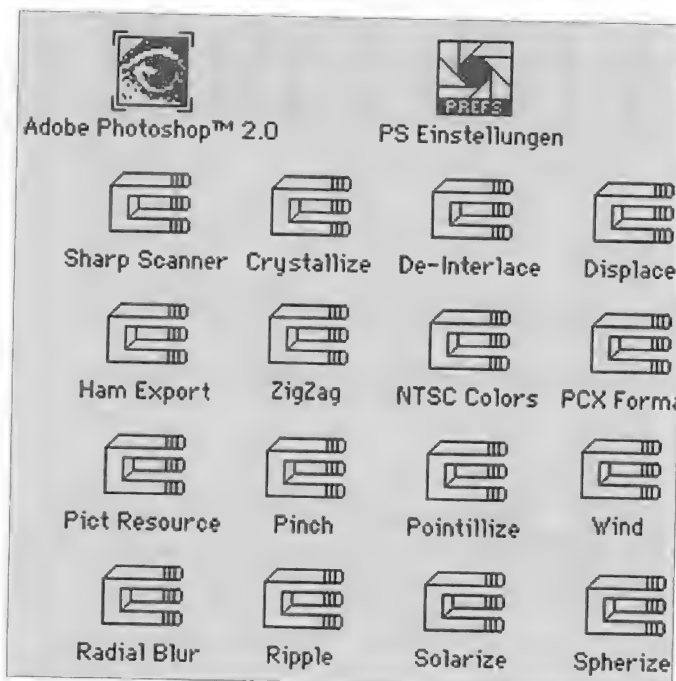 Adobe Photoshop™ 2.0
PREFS
PS Einstellungen
Sharp Scanner Crystallize De-Interlace Displace
Ham Export ZigZag NTSC Colors PCX Forma
Pict Resource Pinch Pointillize Wind
Radial Blur Ripple Solarize Spherize